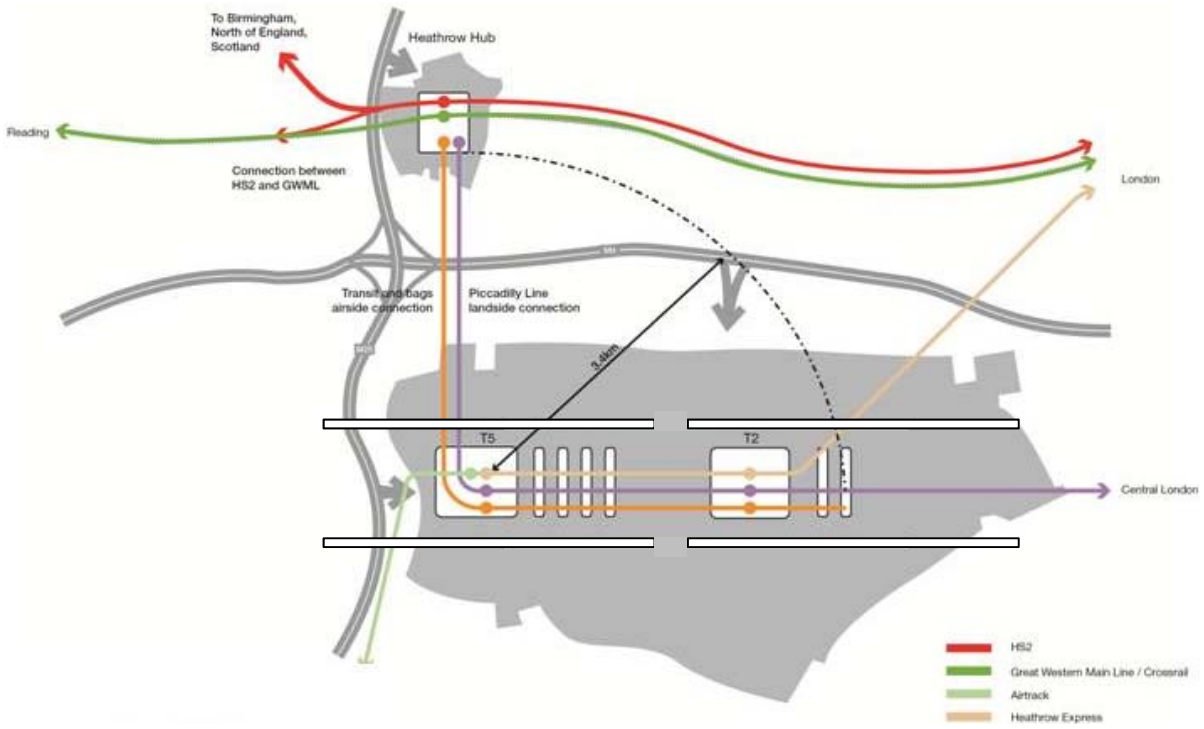 To Birmingham,
North of England,
Scotland
Heathrow Hub
Reading
Connection between
HS2 and GWML
London
M4
Transit and bags
airside connection
Piccadilly Line
landside connection
M25
3.4km
T5
T2
Central London
HS2
Great Western Main Line / Crossrail
Airtrack
Heathrow Express